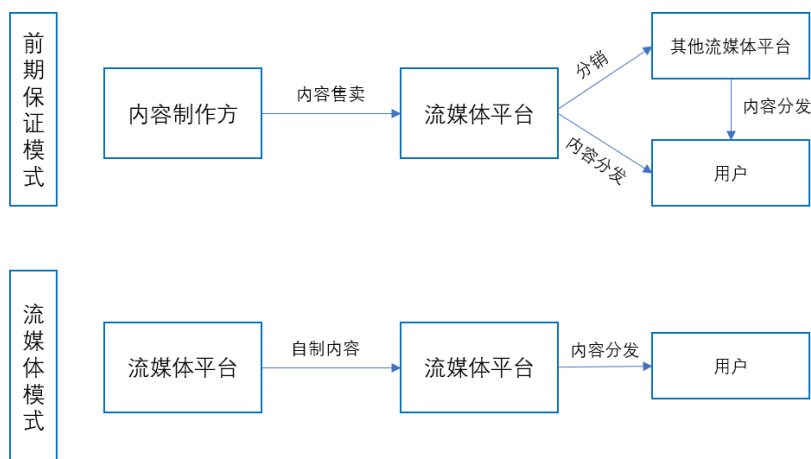 前期保证模式
内容制作方
内容售卖
流媒体平台
分销
内容分发
其他流媒体平台
内容分发
用户
流媒体模式
流媒体平台
自制内容
流媒体平台
内容分发
用户